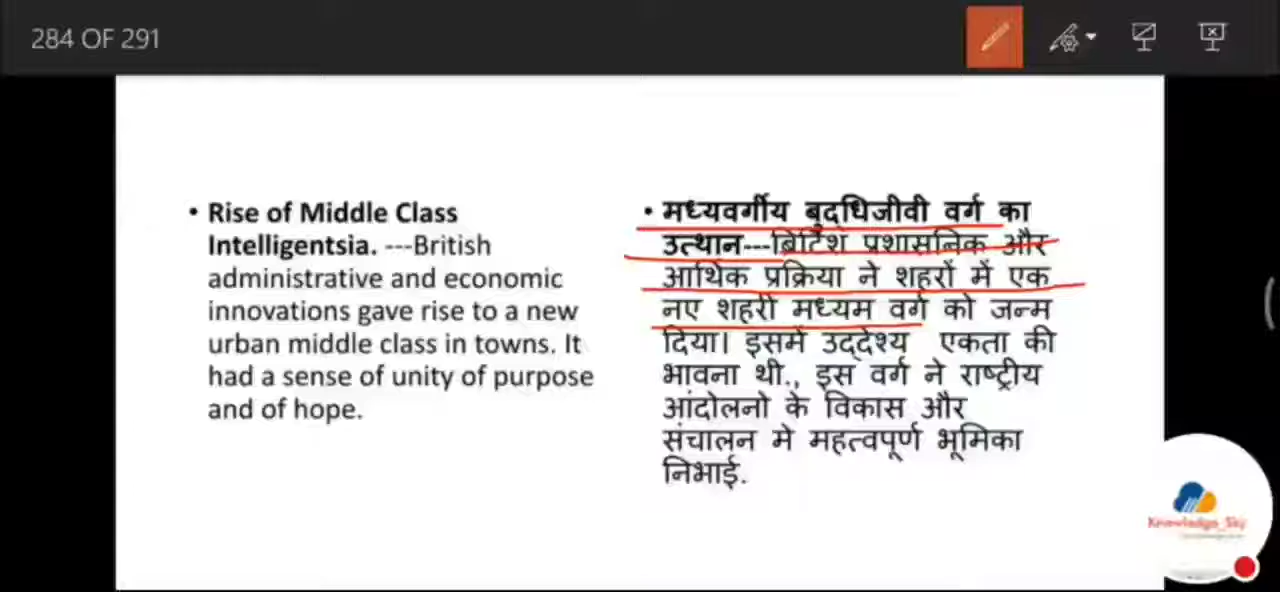 284 OF 291
• Rise of Middle Class
Intelligentsia. ---British
administrative and economic
innovations gave rise to a new
urban middle class in towns. It
had a sense of unity of purpose
and of hope.
• मध्यवर्गीय बुद्धिजीवी वर्ग का
उत्थान---ब्रिटिश प्रशासनिक और
आर्थिक प्रक्रिया ने शहरों में एक
नए शहरी मध्यम वर्ग को जन्म
दिया। इसमें उद्देश्य एकता की
भावना थी., इस वर्ग ने राष्ट्रीय
आंदोलनो के विकास और
संचालन मे महत्वपूर्ण भूमिका
निभाई.
Knowledge_Sky